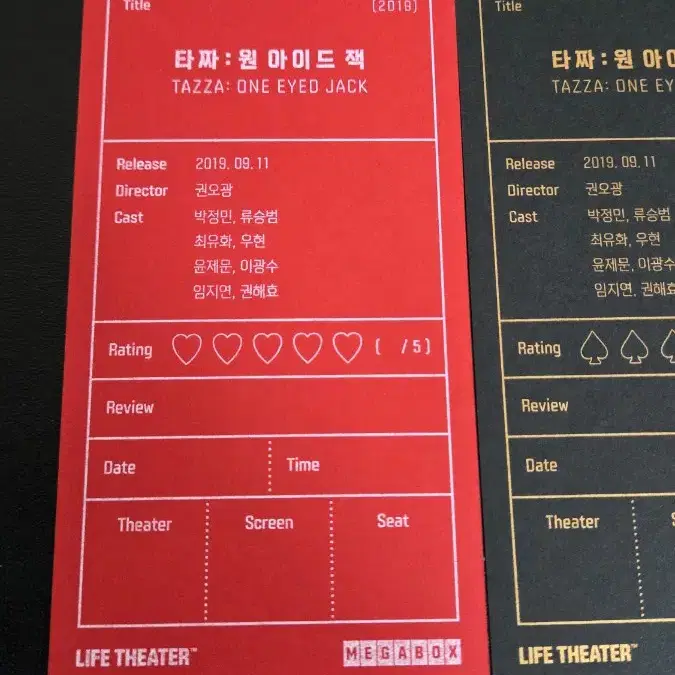 Title (2019)
타짜 : 원 아이드 잭
TAZZA: ONE EYED JACK
Release 2019. 09. 11
Director 권오광
Cast 박정민, 류승범
최유화, 우현
윤제문, 이광수
임지연, 권해효
Rating ( /5)
Review
Date Time
Theater Screen Seat
LIFE THEATER™ MEGABOX
Title
타짜 : 원 아이
TAZZA: ONE EY
Release 2019. 09. 11
Director 권오광
Cast 박정민, 류승범
최유화, 우현
윤제문, 이광수
임지연, 권해효
Rating
Review
Date
Theater S
LIFE THEATER™